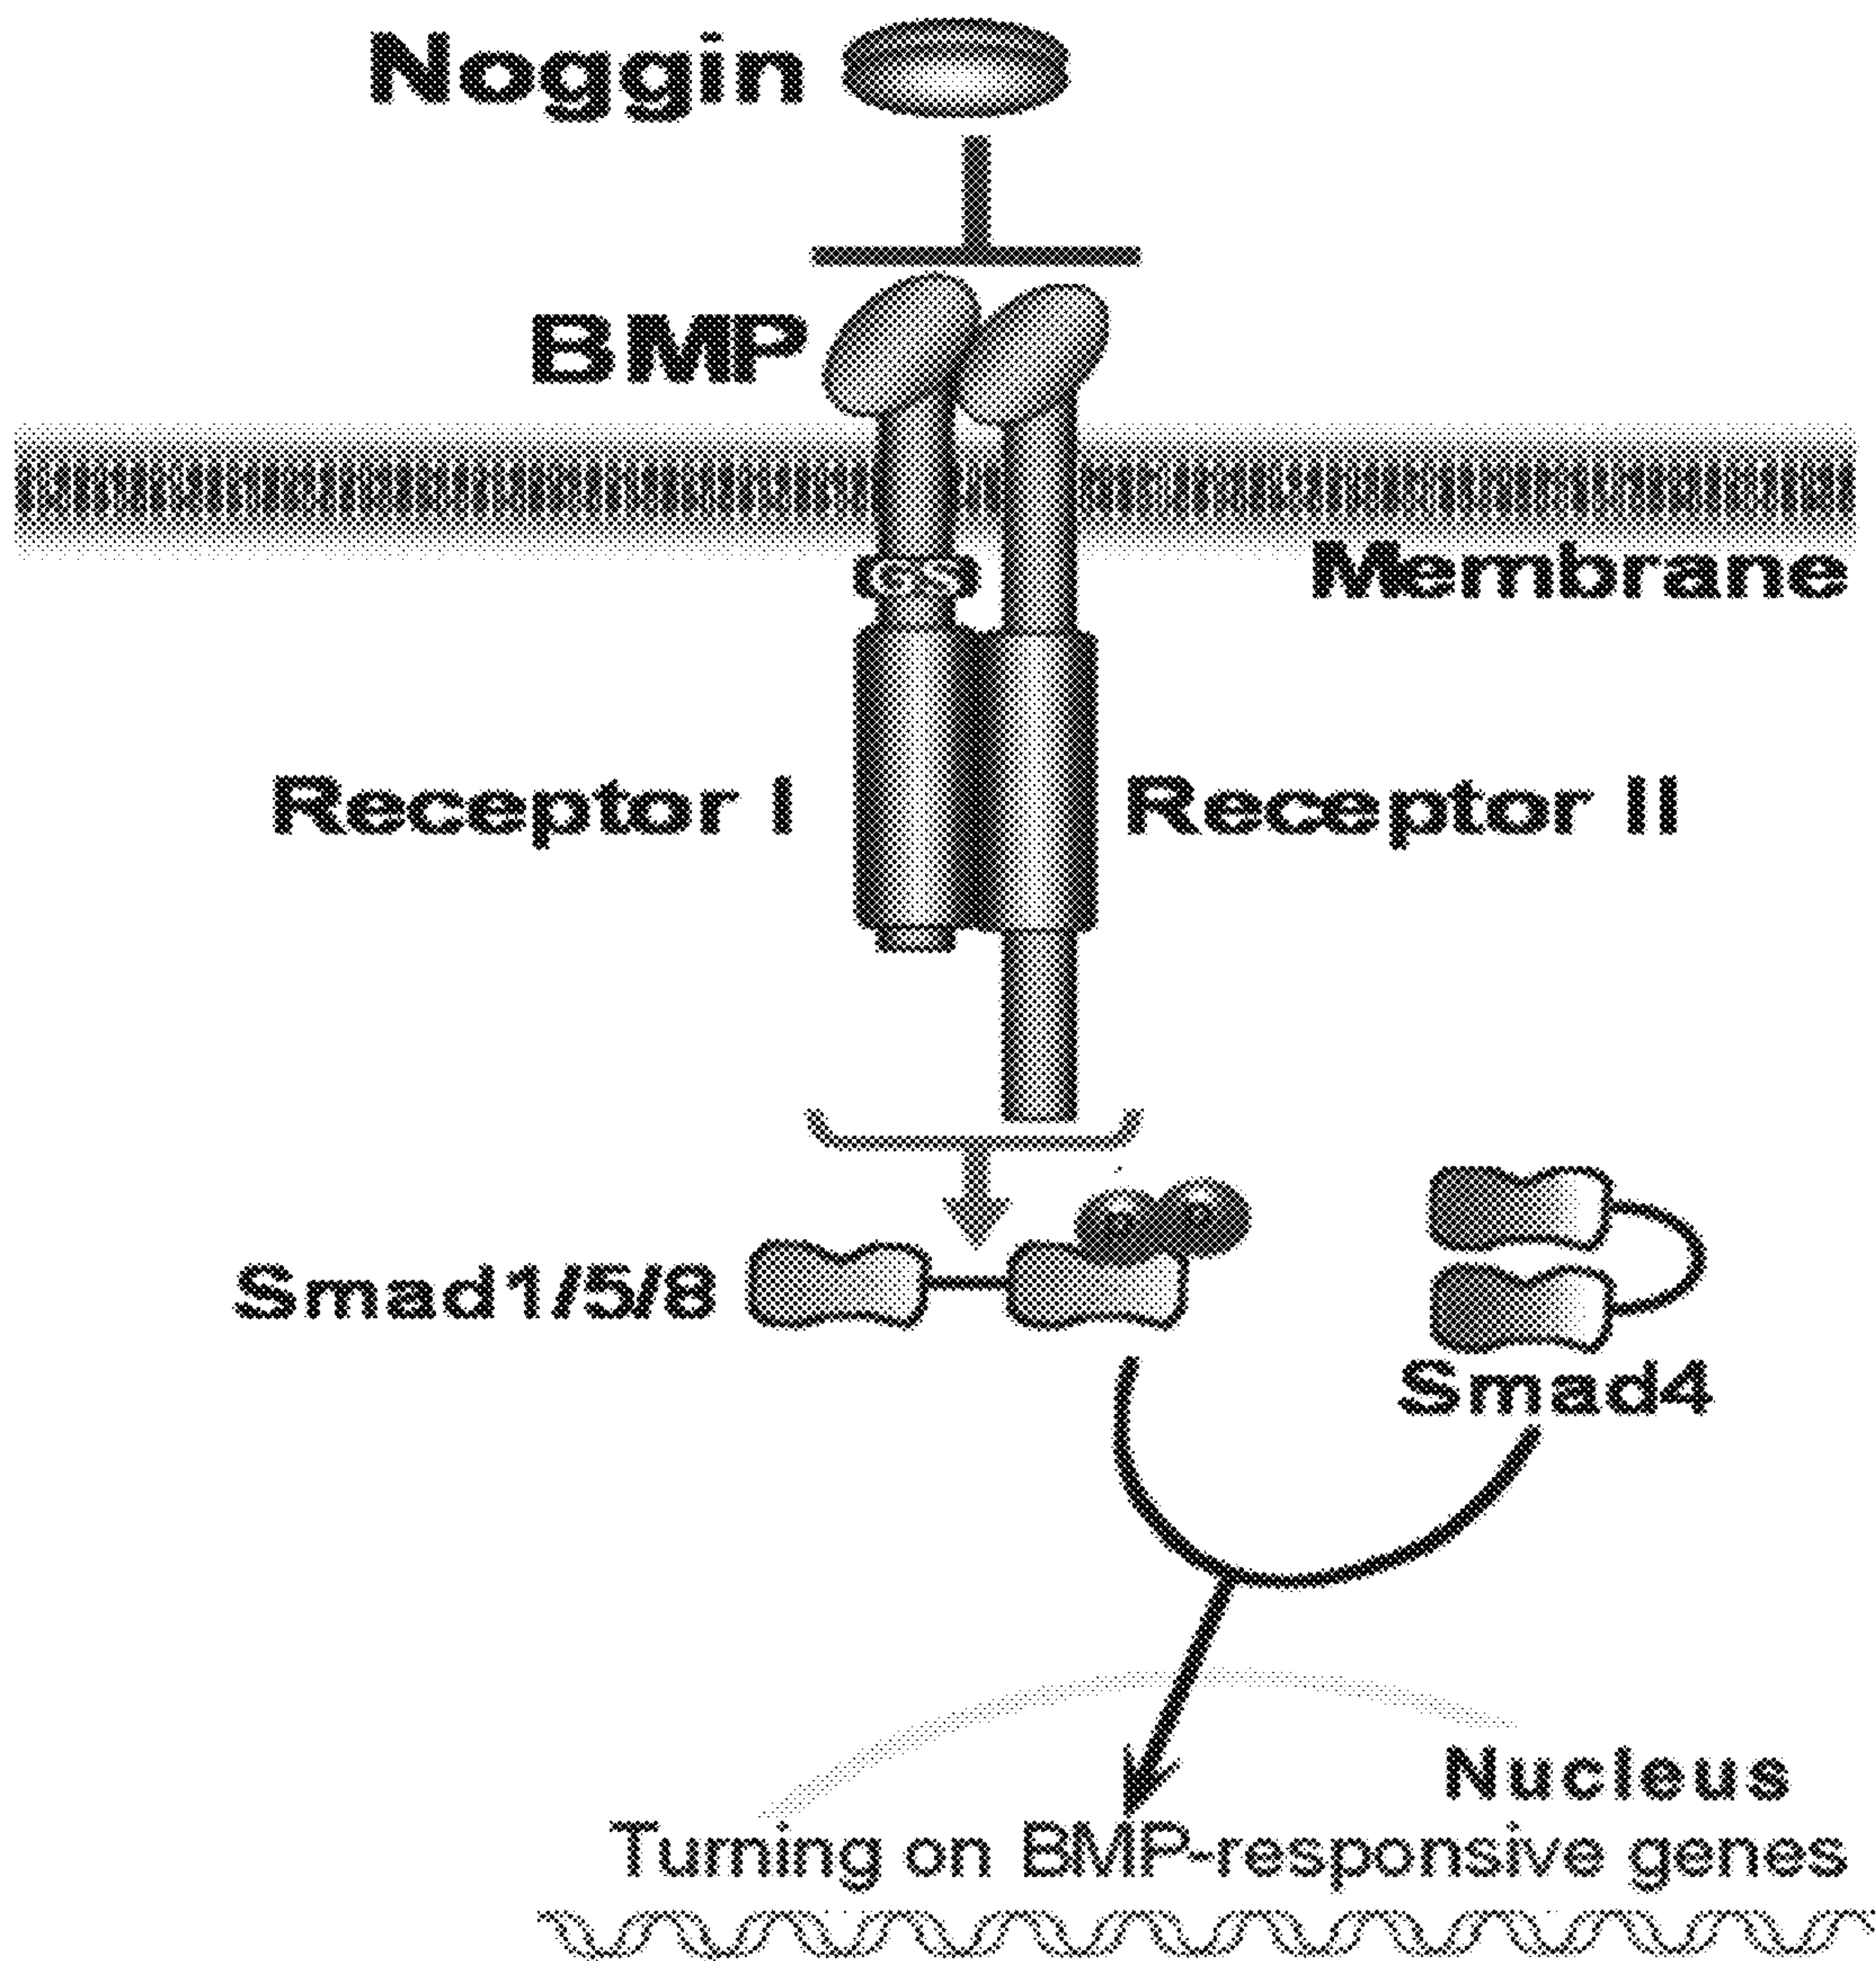 Noggin
BMP
Membrane
GS
Receptor I
Receptor II
P P
Smad1/5/8
Smad4
Nucleus
Turning on BMP-responsive genes